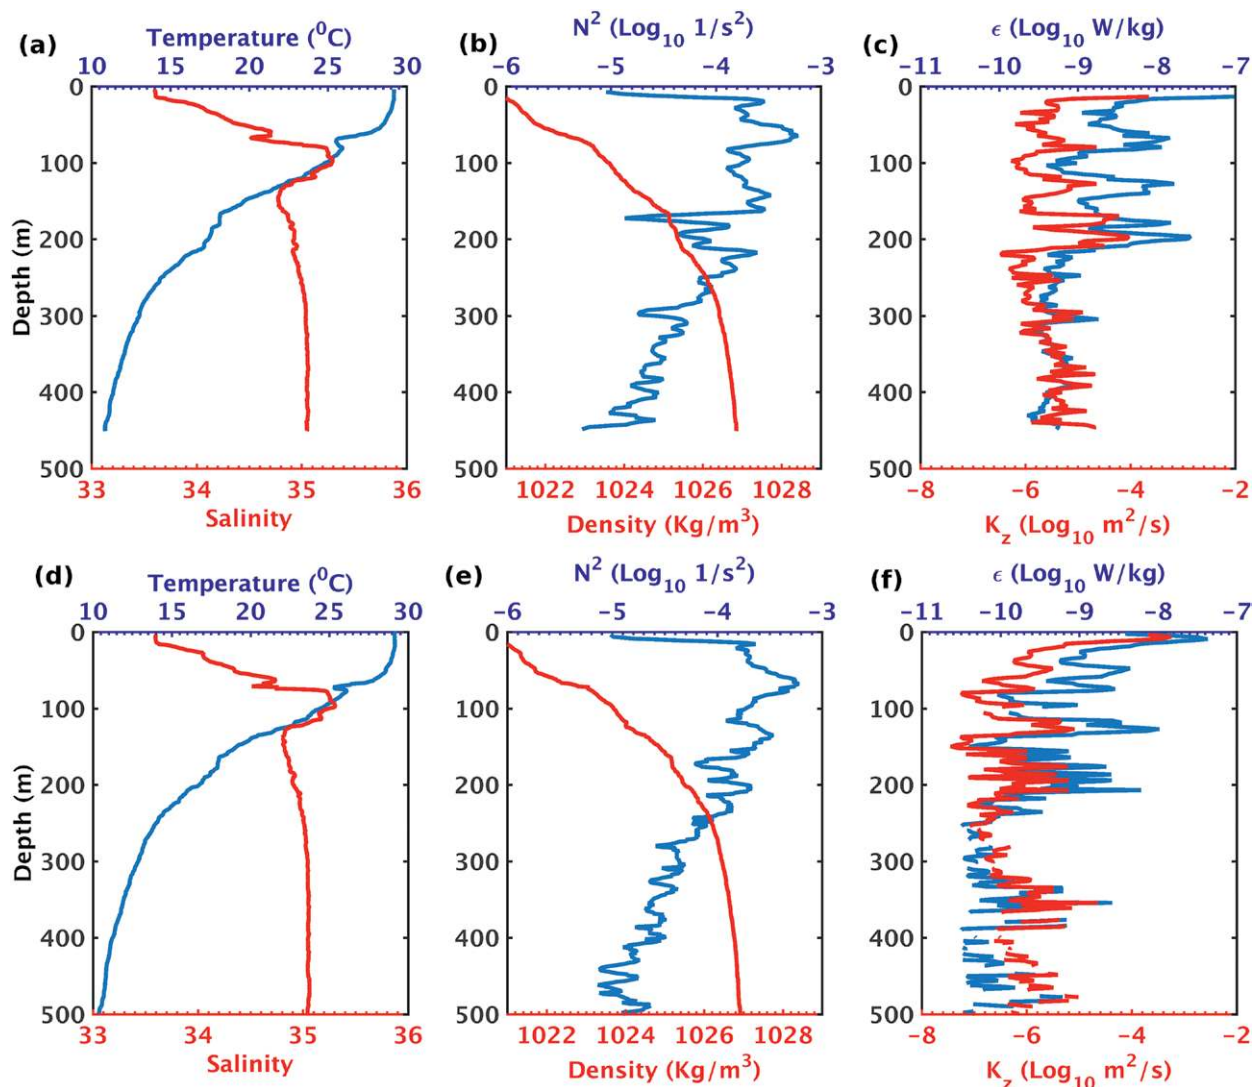 (a) Temperature (⁰C)
10 15 20 25 30
0
100
200
300
400
500
Depth (m)
33 34 35 36
Salinity
(b) N² (Log₁₀ 1/s²)
−6 −5 −4 −3
0
100
200
300
400
500
1022 1024 1026 1028
Density (Kg/m³)
(c) ϵ (Log₁₀ W/kg)
−11 −10 −9 −8 −7
0
100
200
300
400
500
−8 −6 −4 −2
K_z (Log₁₀ m²/s)
(d) Temperature (⁰C)
10 15 20 25 30
0
100
200
300
400
500
Depth (m)
33 34 35 36
Salinity
(e) N² (Log₁₀ 1/s²)
−6 −5 −4 −3
0
100
200
300
400
500
1022 1024 1026 1028
Density (Kg/m³)
(f) ϵ (Log₁₀ W/kg)
−11 −10 −9 −8 −7
0
100
200
300
400
500
−8 −6 −4 −2
K_z (Log₁₀ m²/s)